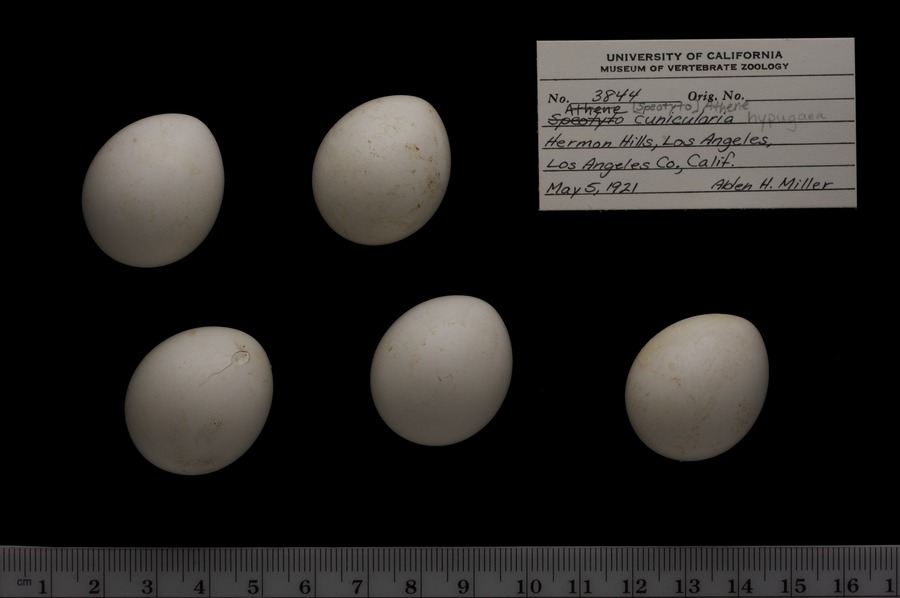 UNIVERSITY OF CALIFORNIA
MUSEUM OF VERTEBRATE ZOOLOGY
No. 3844 Orig. No.
Athene [Speotyto] Athene
Speotyto cunicularia hypugaea
Hermon Hills, Los Angeles,
Los Angeles Co., Calif.
May 5, 1921 Alden H. Miller
cm 1 2 3 4 5 6 7 8 9 10 11 12 13 14 15 16 1